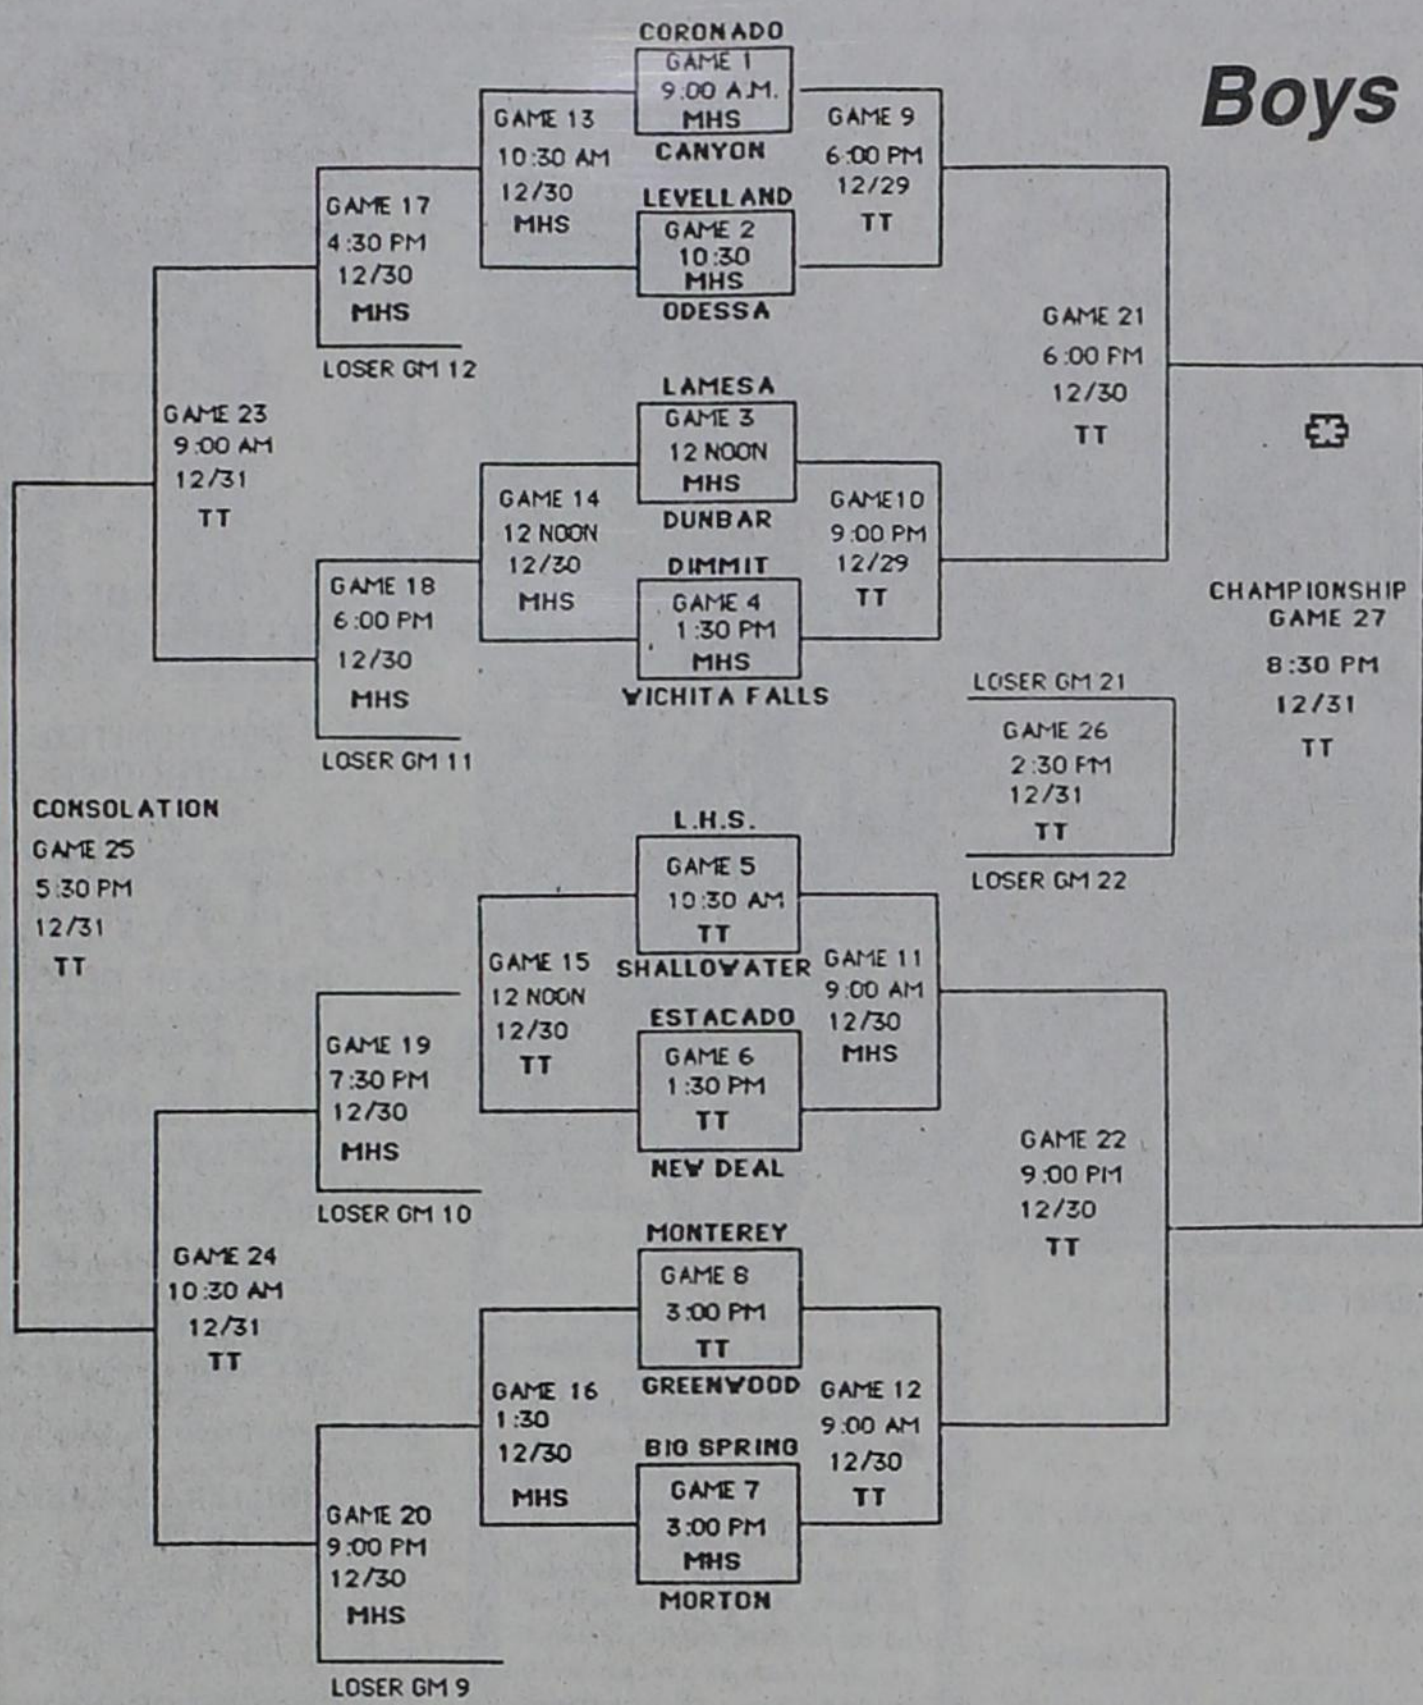 Boys
CORONADO
GAME 1
9:00 A.M.
MHS
CANYON
LEVELLAND
GAME 2
10:30
MHS
ODESSA
GAME 13
10:30 AM
12/30
MHS
GAME 9
6:00 PM
12/29
TT
GAME 17
4:30 PM
12/30
MHS
LOSER GM 12
GAME 21
6:00 PM
12/30
TT
LAMESA
GAME 3
12 NOON
MHS
DUNBAR
DIMMIT
GAME 4
1:30 PM
MHS
WICHITA FALLS
GAME 23
9:00 AM
12/31
TT
GAME 14
12 NOON
12/30
MHS
GAME10
9:00 PM
12/29
TT
GAME 18
6:00 PM
12/30
MHS
LOSER GM 11
CHAMPIONSHIP
GAME 27
8:30 PM
12/31
TT
LOSER GM 21
GAME 26
2:30 PM
12/31
TT
LOSER GM 22
CONSOLATION
GAME 25
5:30 PM
12/31
TT
L.H.S.
GAME 5
10:30 AM
TT
SHALLOWATER
ESTACADO
GAME 6
1:30 PM
TT
NEW DEAL
GAME 15
12 NOON
12/30
TT
GAME 11
9:00 AM
12/30
MHS
GAME 19
7:30 PM
12/30
MHS
LOSER GM 10
GAME 22
9:00 PM
12/30
TT
MONTEREY
GAME 8
3:00 PM
TT
GREENWOOD
BIG SPRING
GAME 7
3:00 PM
MHS
MORTON
GAME 24
10:30 AM
12/31
TT
GAME 16
1:30
12/30
MHS
GAME 12
9:00 AM
12/30
TT
GAME 20
9:00 PM
12/30
MHS
LOSER GM 9